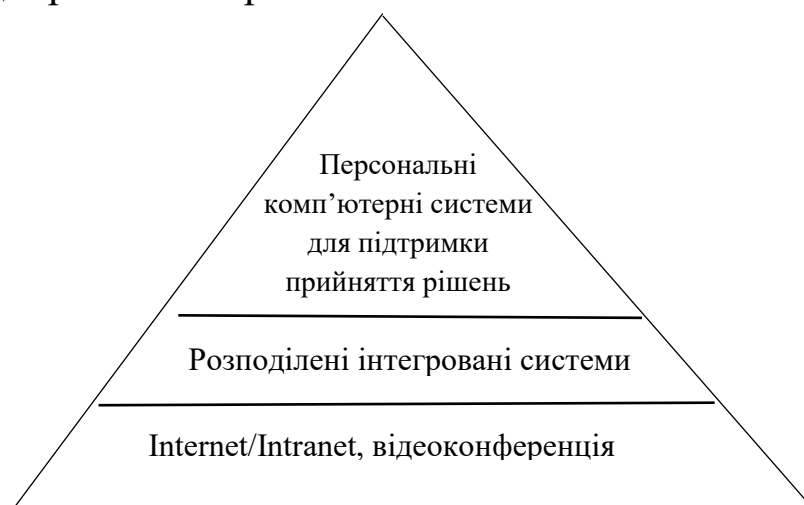 Персональні
комп’ютерні системи
для підтримки
прийняття рішень
Розподілені інтегровані системи
Internet/Intranet, відеоконференція